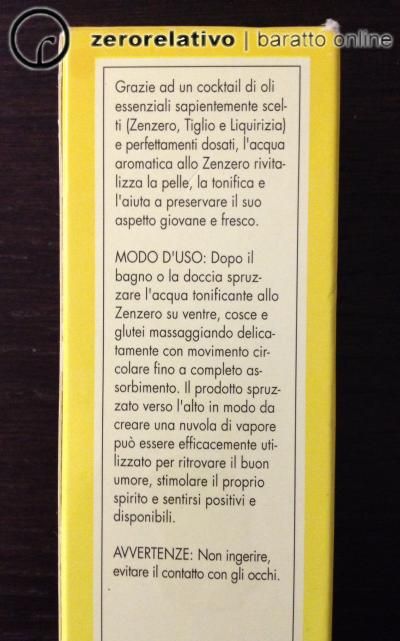 zerorelativo | baratto online
Grazie ad un cocktail di oli
essenziali sapientemente scel-
ti (Zenzero, Tiglio e Liquirizia)
e perfettamenti dosati, l'acqua
aromatica allo Zenzero rivita-
lizza la pelle, la tonifica e
l'aiuta a preservare il suo
aspetto giovane e fresco.
MODO D'USO: Dopo il
bagno o la doccia spruz-
zare l'acqua tonificante allo
Zenzero su ventre, cosce e
glutei massaggiando delica-
tamente con movimento cir-
colare fino a completo as-
sorbimento. Il prodotto spruz-
zato verso l'alto in modo da
creare una nuvola di vapore
può essere efficacemente uti-
lizzato per ritrovare il buon
umore, stimolare il proprio
spirito e sentirsi positivi e
disponibili.
AVVERTENZE: Non ingerire,
evitare il contatto con gli occhi.